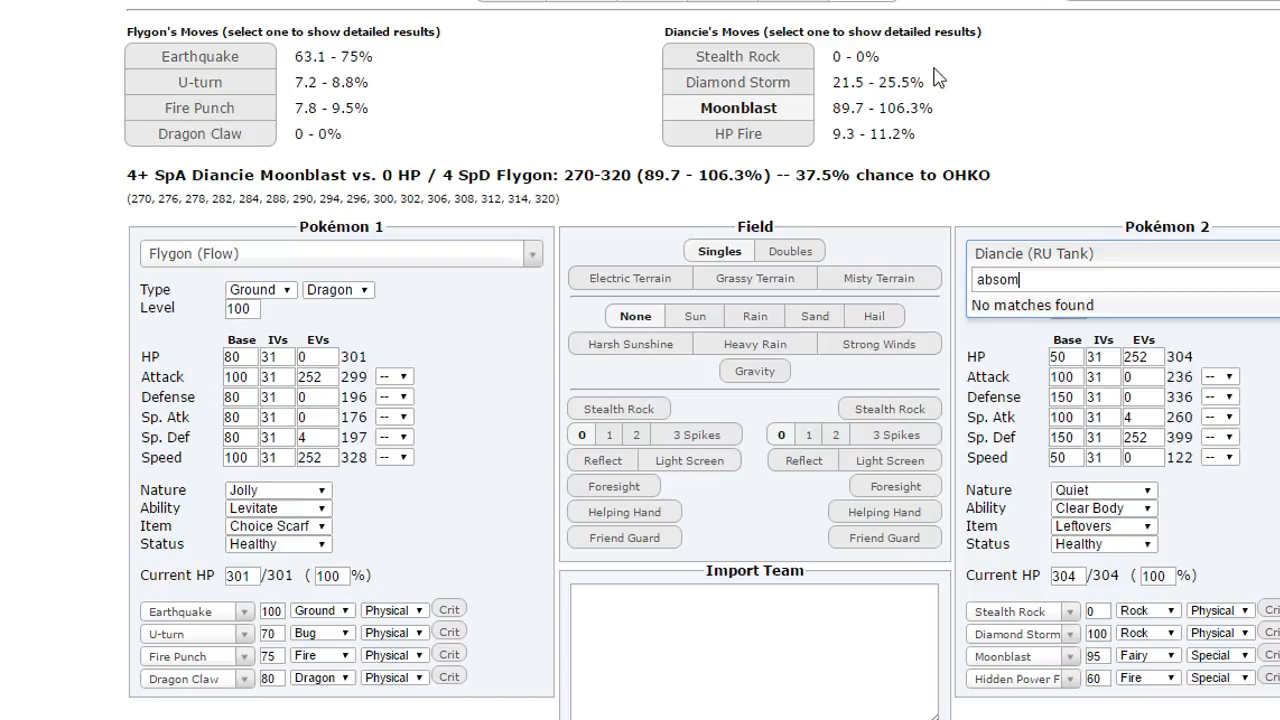 Flygon's Moves (select one to show detailed results)
Earthquake 63.1 - 75%
U-turn 7.2 - 8.8%
Fire Punch 7.8 - 9.5%
Dragon Claw 0 - 0%
Diancie's Moves (select one to show detailed results)
Stealth Rock 0 - 0%
Diamond Storm 21.5 - 25.5%
Moonblast 89.7 - 106.3%
HP Fire 9.3 - 11.2%
4+ SpA Diancie Moonblast vs. 0 HP / 4 SpD Flygon: 270-320 (89.7 - 106.3%) -- 37.5% chance to OHKO
(270, 276, 278, 282, 284, 288, 290, 294, 296, 300, 302, 306, 308, 312, 314, 320)
Pokémon 1
Flygon (Flow)
Type Ground Dragon
Level 100
Base IVs EVs
HP 80 31 0 301
Attack 100 31 252 299 --
Defense 80 31 0 196 --
Sp. Atk 80 31 0 176 --
Sp. Def 80 31 4 197 --
Speed 100 31 252 328 --
Nature Jolly
Ability Levitate
Item Choice Scarf
Status Healthy
Current HP 301 /301 ( 100 %)
Earthquake 100 Ground Physical Crit
U-turn 70 Bug Physical Crit
Fire Punch 75 Fire Physical Crit
Dragon Claw 80 Dragon Physical Crit
Field
Singles Doubles
Electric Terrain Grassy Terrain Misty Terrain
None Sun Rain Sand Hail
Harsh Sunshine Heavy Rain Strong Winds
Gravity
Stealth Rock Stealth Rock
0 1 2 3 Spikes 0 1 2 3 Spikes
Reflect Light Screen Reflect Light Screen
Foresight Foresight
Helping Hand Helping Hand
Friend Guard Friend Guard
Import Team
Pokémon 2
Diancie (RU Tank)
absom
No matches found
Base IVs EVs
HP 50 31 252 304
Attack 100 31 0 236 --
Defense 150 31 0 336 --
Sp. Atk 100 31 4 260 --
Sp. Def 150 31 252 399 --
Speed 50 31 0 122 --
Nature Quiet
Ability Clear Body
Item Leftovers
Status Healthy
Current HP 304 /304 ( 100 %)
Stealth Rock 0 Rock Physical Cri
Diamond Storm 100 Rock Physical Cri
Moonblast 95 Fairy Special Cri
Hidden Power F 60 Fire Special Cri